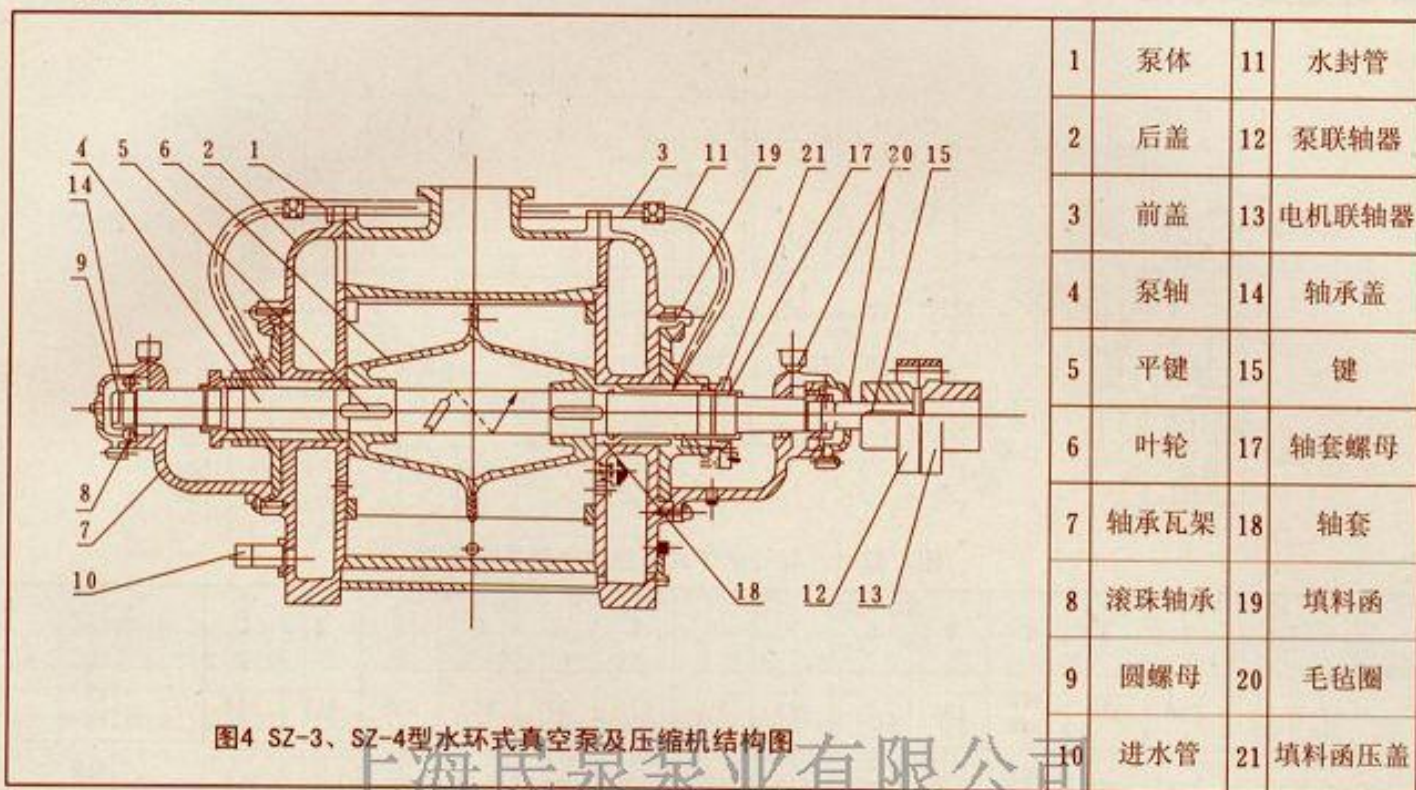 4 5 6 2 1 3 11 19 21 17 20 15
14
9
8
7
10 18 12 13
图4 SZ-3、SZ-4型水环式真空泵及压缩机结构图
1 泵体 11 水封管
2 后盖 12 泵联轴器
3 前盖 13 电机联轴器
4 泵轴 14 轴承盖
5 平键 15 键
6 叶轮 17 轴套螺母
7 轴承瓦架 18 轴套
8 滚珠轴承 19 填料函
9 圆螺母 20 毛毡圈
10 进水管 21 填料函压盖
上海民泉泵业有限公司